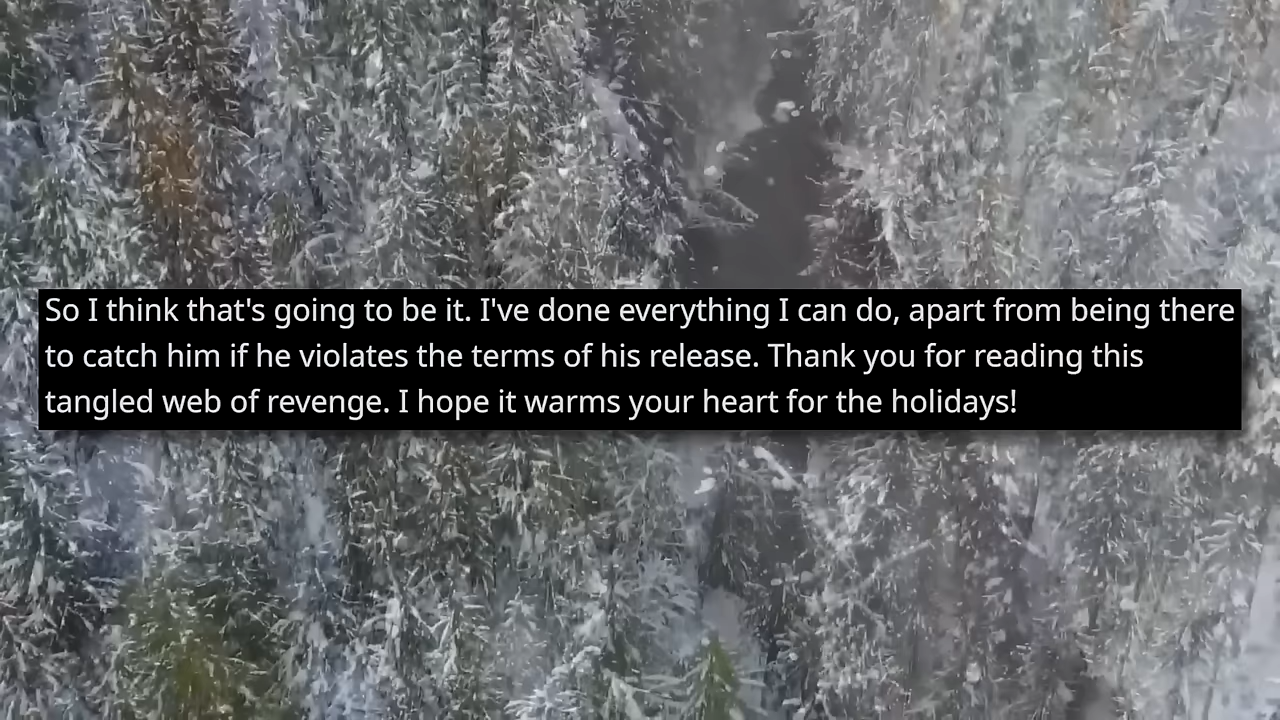 So I think that's going to be it. I've done everything I can do, apart from being there
to catch him if he violates the terms of his release. Thank you for reading this
tangled web of revenge. I hope it warms your heart for the holidays!